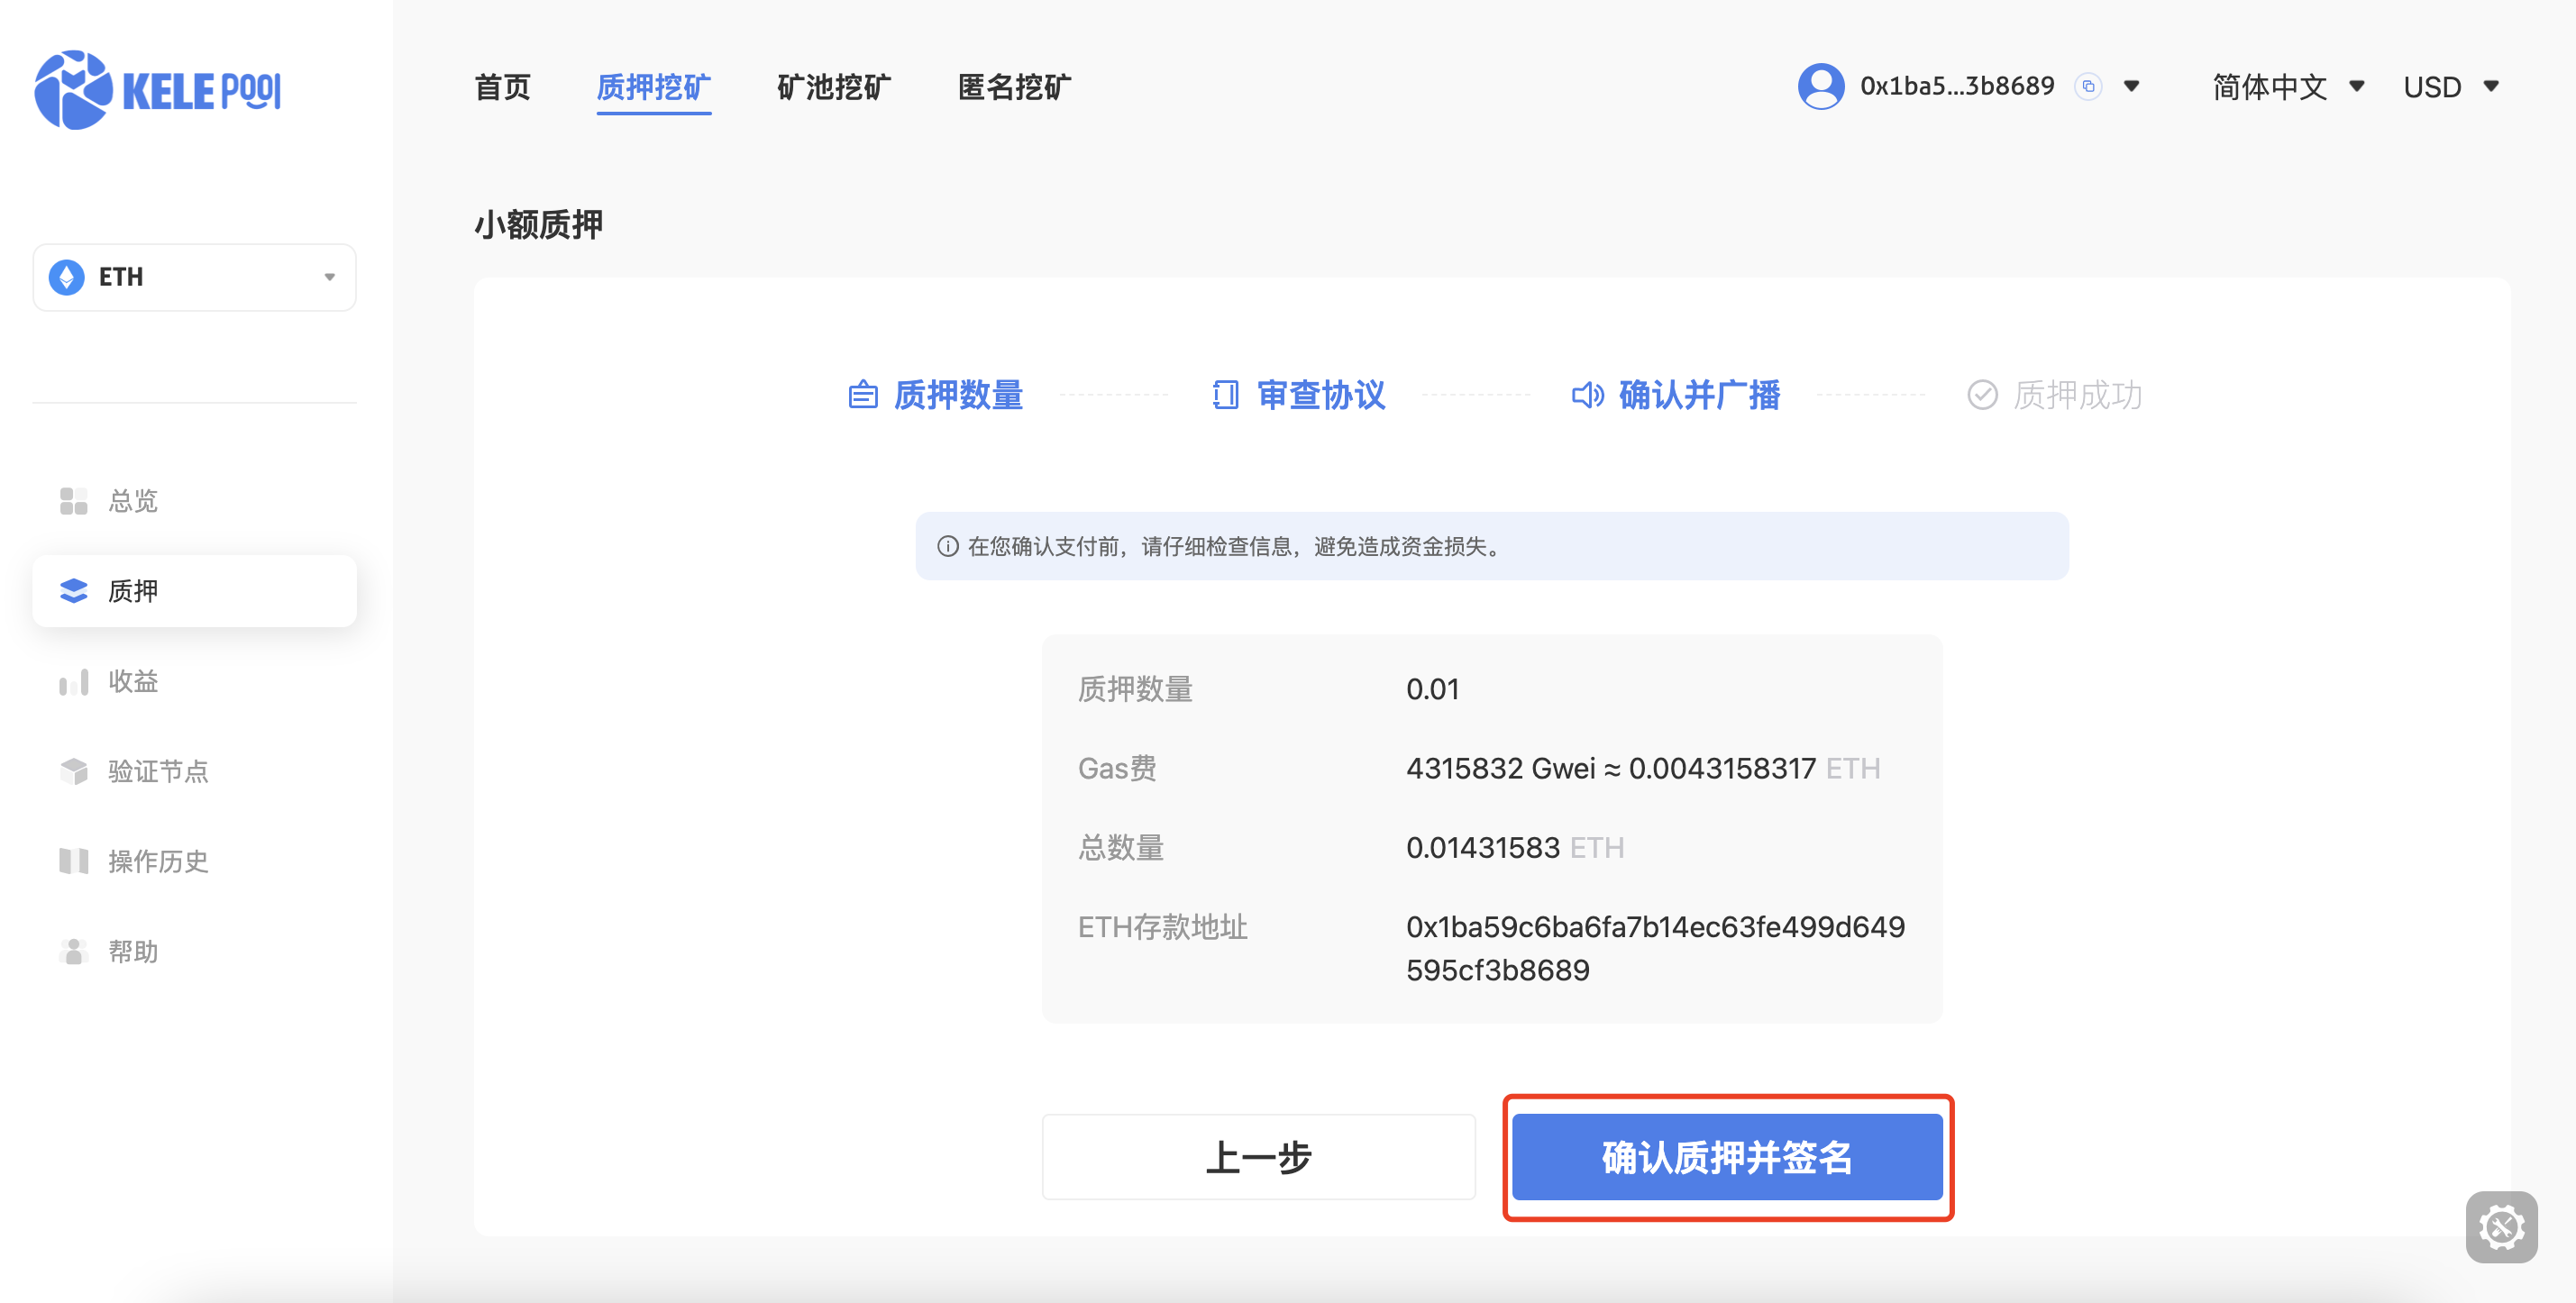 KELE POOL
首页
质押挖矿
矿池挖矿
匿名挖矿
0x1ba5...3b8689
简体中文
USD
ETH
总览
质押
收益
验证节点
操作历史
帮助
小额质押
质押数量
审查协议
确认并广播
质押成功
在您确认支付前，请仔细检查信息，避免造成资金损失。
质押数量 0.01
Gas费 4315832 Gwei ≈ 0.0043158317 ETH
总数量 0.01431583 ETH
ETH存款地址 0x1ba59c6ba6fa7b14ec63fe499d649
595cf3b8689
上一步
确认质押并签名